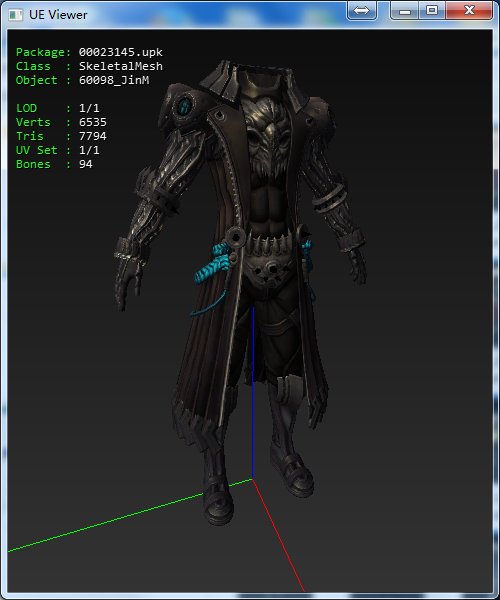 UE Viewer
Package: 00023145.upk
Class : SkeletalMesh
Object : 60098_JinM
LOD : 1/1
Verts : 6535
Tris : 7794
UV Set : 1/1
Bones : 94